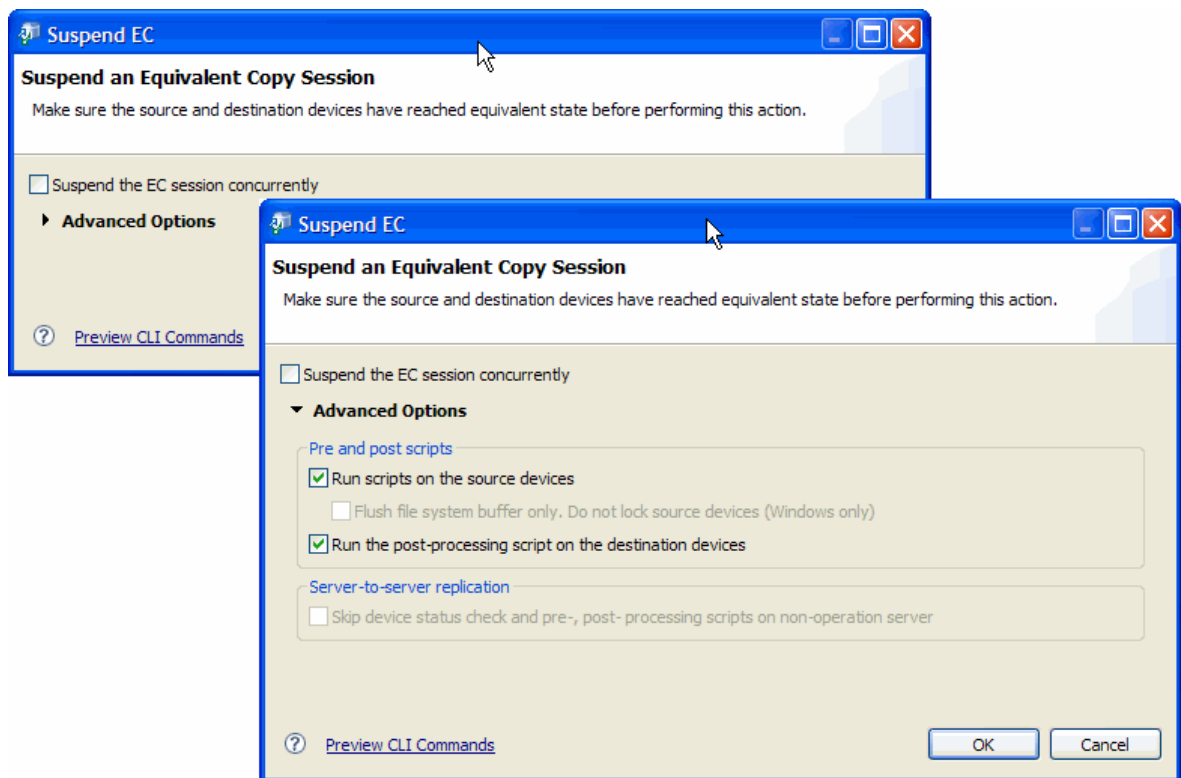 Suspend EC
Suspend an Equivalent Copy Session
Make sure the source and destination devices have reached equivalent state before performing this action.
Suspend the EC session concurrently
Advanced Options
Preview CLI Commands
Suspend EC
Suspend an Equivalent Copy Session
Make sure the source and destination devices have reached equivalent state before performing this action.
Suspend the EC session concurrently
Advanced Options
Pre and post scripts
Run scripts on the source devices
Flush file system buffer only. Do not lock source devices (Windows only)
Run the post-processing script on the destination devices
Server-to-server replication
Skip device status check and pre-, post- processing scripts on non-operation server
Preview CLI Commands
OK
Cancel